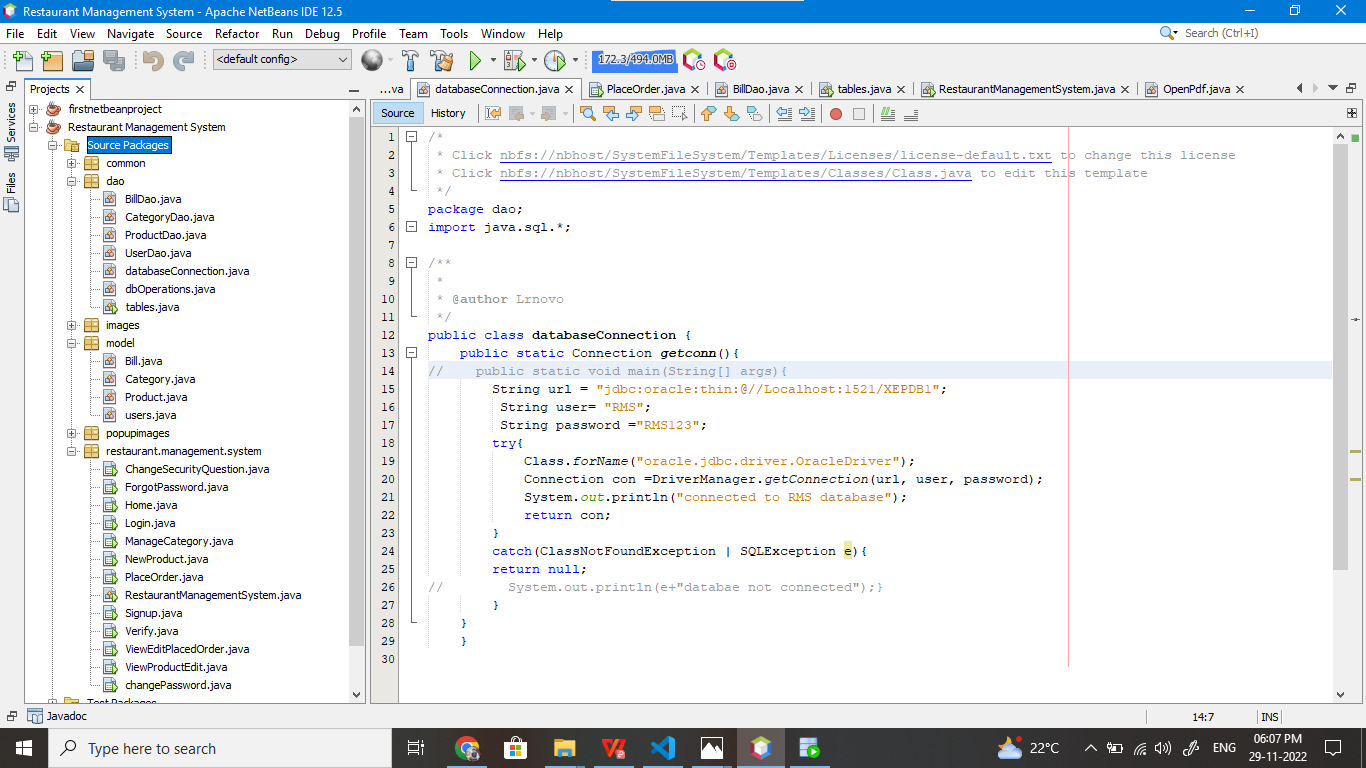 Restaurant Management System - Apache NetBeans IDE 12.5
File Edit View Navigate Source Refactor Run Debug Profile Team Tools Window Help
Search (Ctrl+I)
<default config>
172.3/494.0MB
Projects
...va
databaseConnection.java
PlaceOrder.java
BillDao.java
tables.java
RestaurantManagementSystem.java
OpenPdf.java
Services
Files
firstnetbeanproject
Restaurant Management System
Source Packages
common
dao
BillDao.java
CategoryDao.java
ProductDao.java
UserDao.java
databaseConnection.java
dbOperations.java
tables.java
images
model
Bill.java
Category.java
Product.java
users.java
popupimages
restaurant.management.system
ChangeSecurityQuestion.java
ForgotPassword.java
Home.java
Login.java
ManageCategory.java
NewProduct.java
PlaceOrder.java
RestaurantManagementSystem.java
Signup.java
Verify.java
ViewEditPlacedOrder.java
ViewProductEdit.java
changePassword.java
Test Packages
Source History
1 /*
2 * Click nbfs://nbhost/SystemFileSystem/Templates/Licenses/license-default.txt to change this license
3 * Click nbfs://nbhost/SystemFileSystem/Templates/Classes/Class.java to edit this template
4 */
5 package dao;
6 import java.sql.*;
7
8 /**
9 *
10 * @author Lrnovo
11 */
12 public class databaseConnection {
13 public static Connection getconn(){
14 // public static void main(String[] args){
15 String url = "jdbc:oracle:thin:@//Localhost:1521/XEPDB1";
16 String user= "RMS";
17 String password ="RMS123";
18 try{
19 Class.forName("oracle.jdbc.driver.OracleDriver");
20 Connection con =DriverManager.getConnection(url, user, password);
21 System.out.println("connected to RMS database");
22 return con;
23 }
24 catch(ClassNotFoundException | SQLException e){
25 return null;
26 // System.out.println(e+"databae not connected");}
27 }
28 }
29 }
30
Javadoc
14:7
INS
Type here to search
22°C
ENG
06:07 PM
29-11-2022